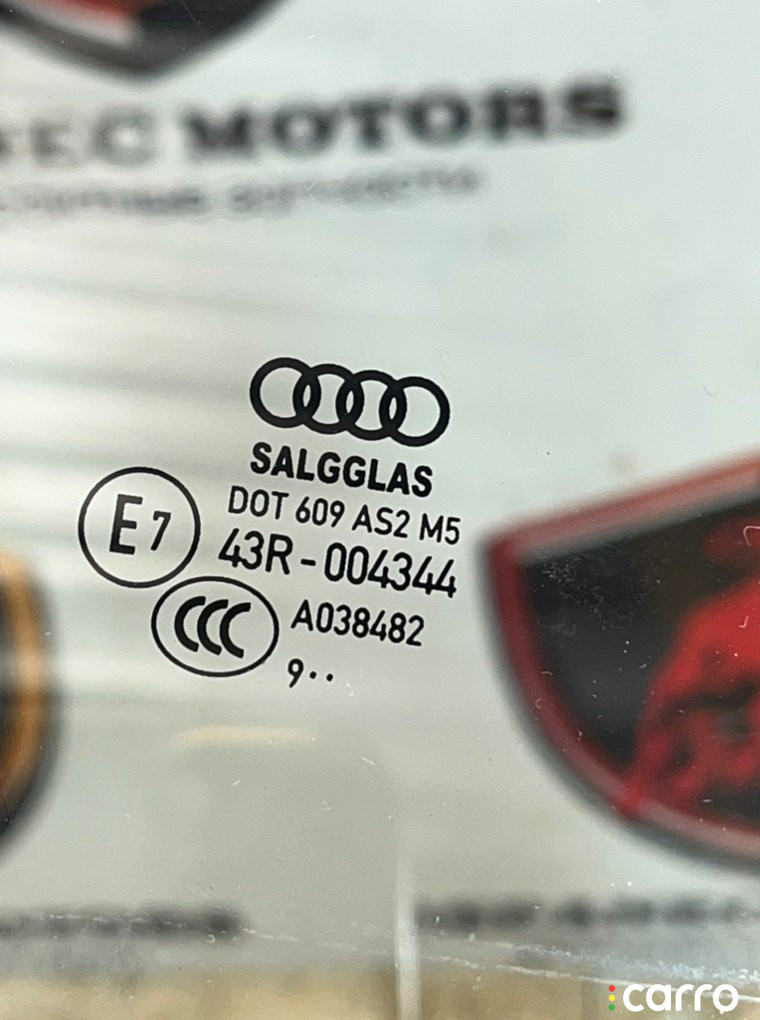 MOTORS
SALGGLAS
DOT 609 AS2 M5
E7
43R-004344
CCC
A038482
9··
carro